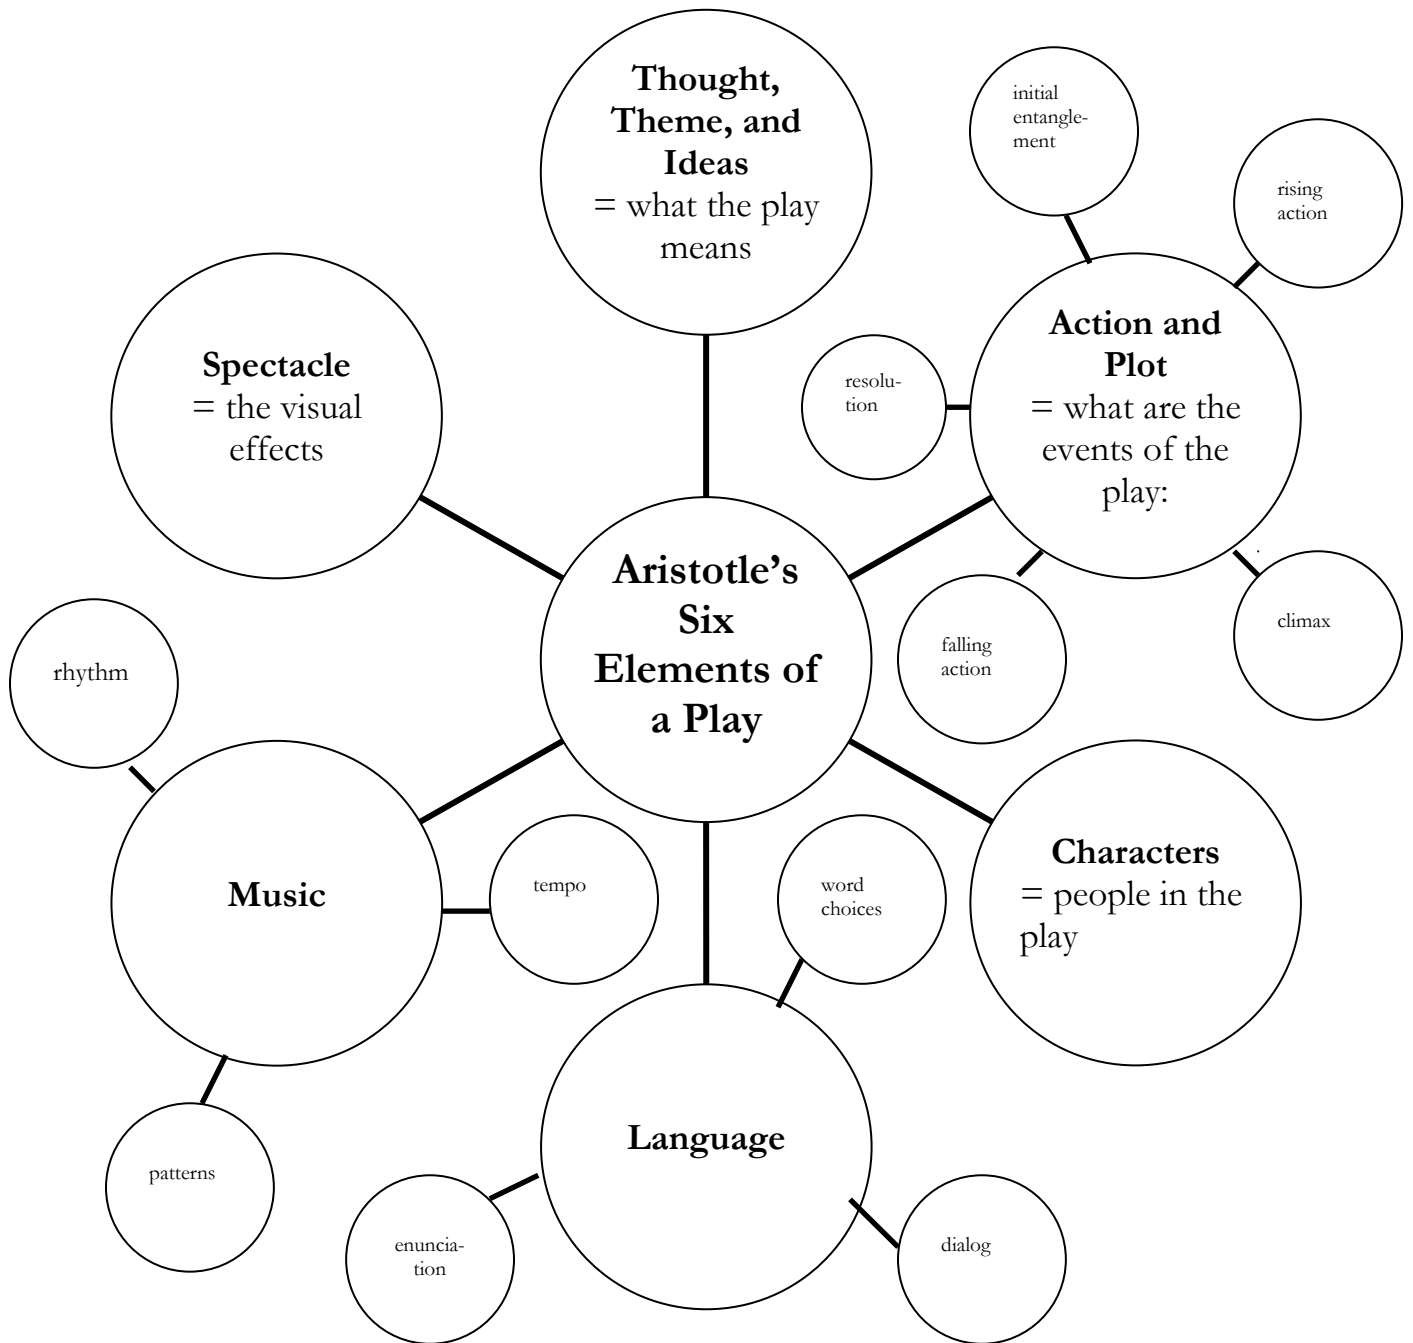 Thought,
Theme, and
Ideas
= what the play
means
initial
entangle-
ment
rising
action
Action and
Plot
= what are the
events of the
play:
resolu-
tion
Spectacle
= the visual
effects
Aristotle’s
Six
Elements of
a Play
falling
action
climax
rhythm
Music
tempo
word
choices
Characters
= people in the
play
patterns
Language
enuncia-
tion
dialog